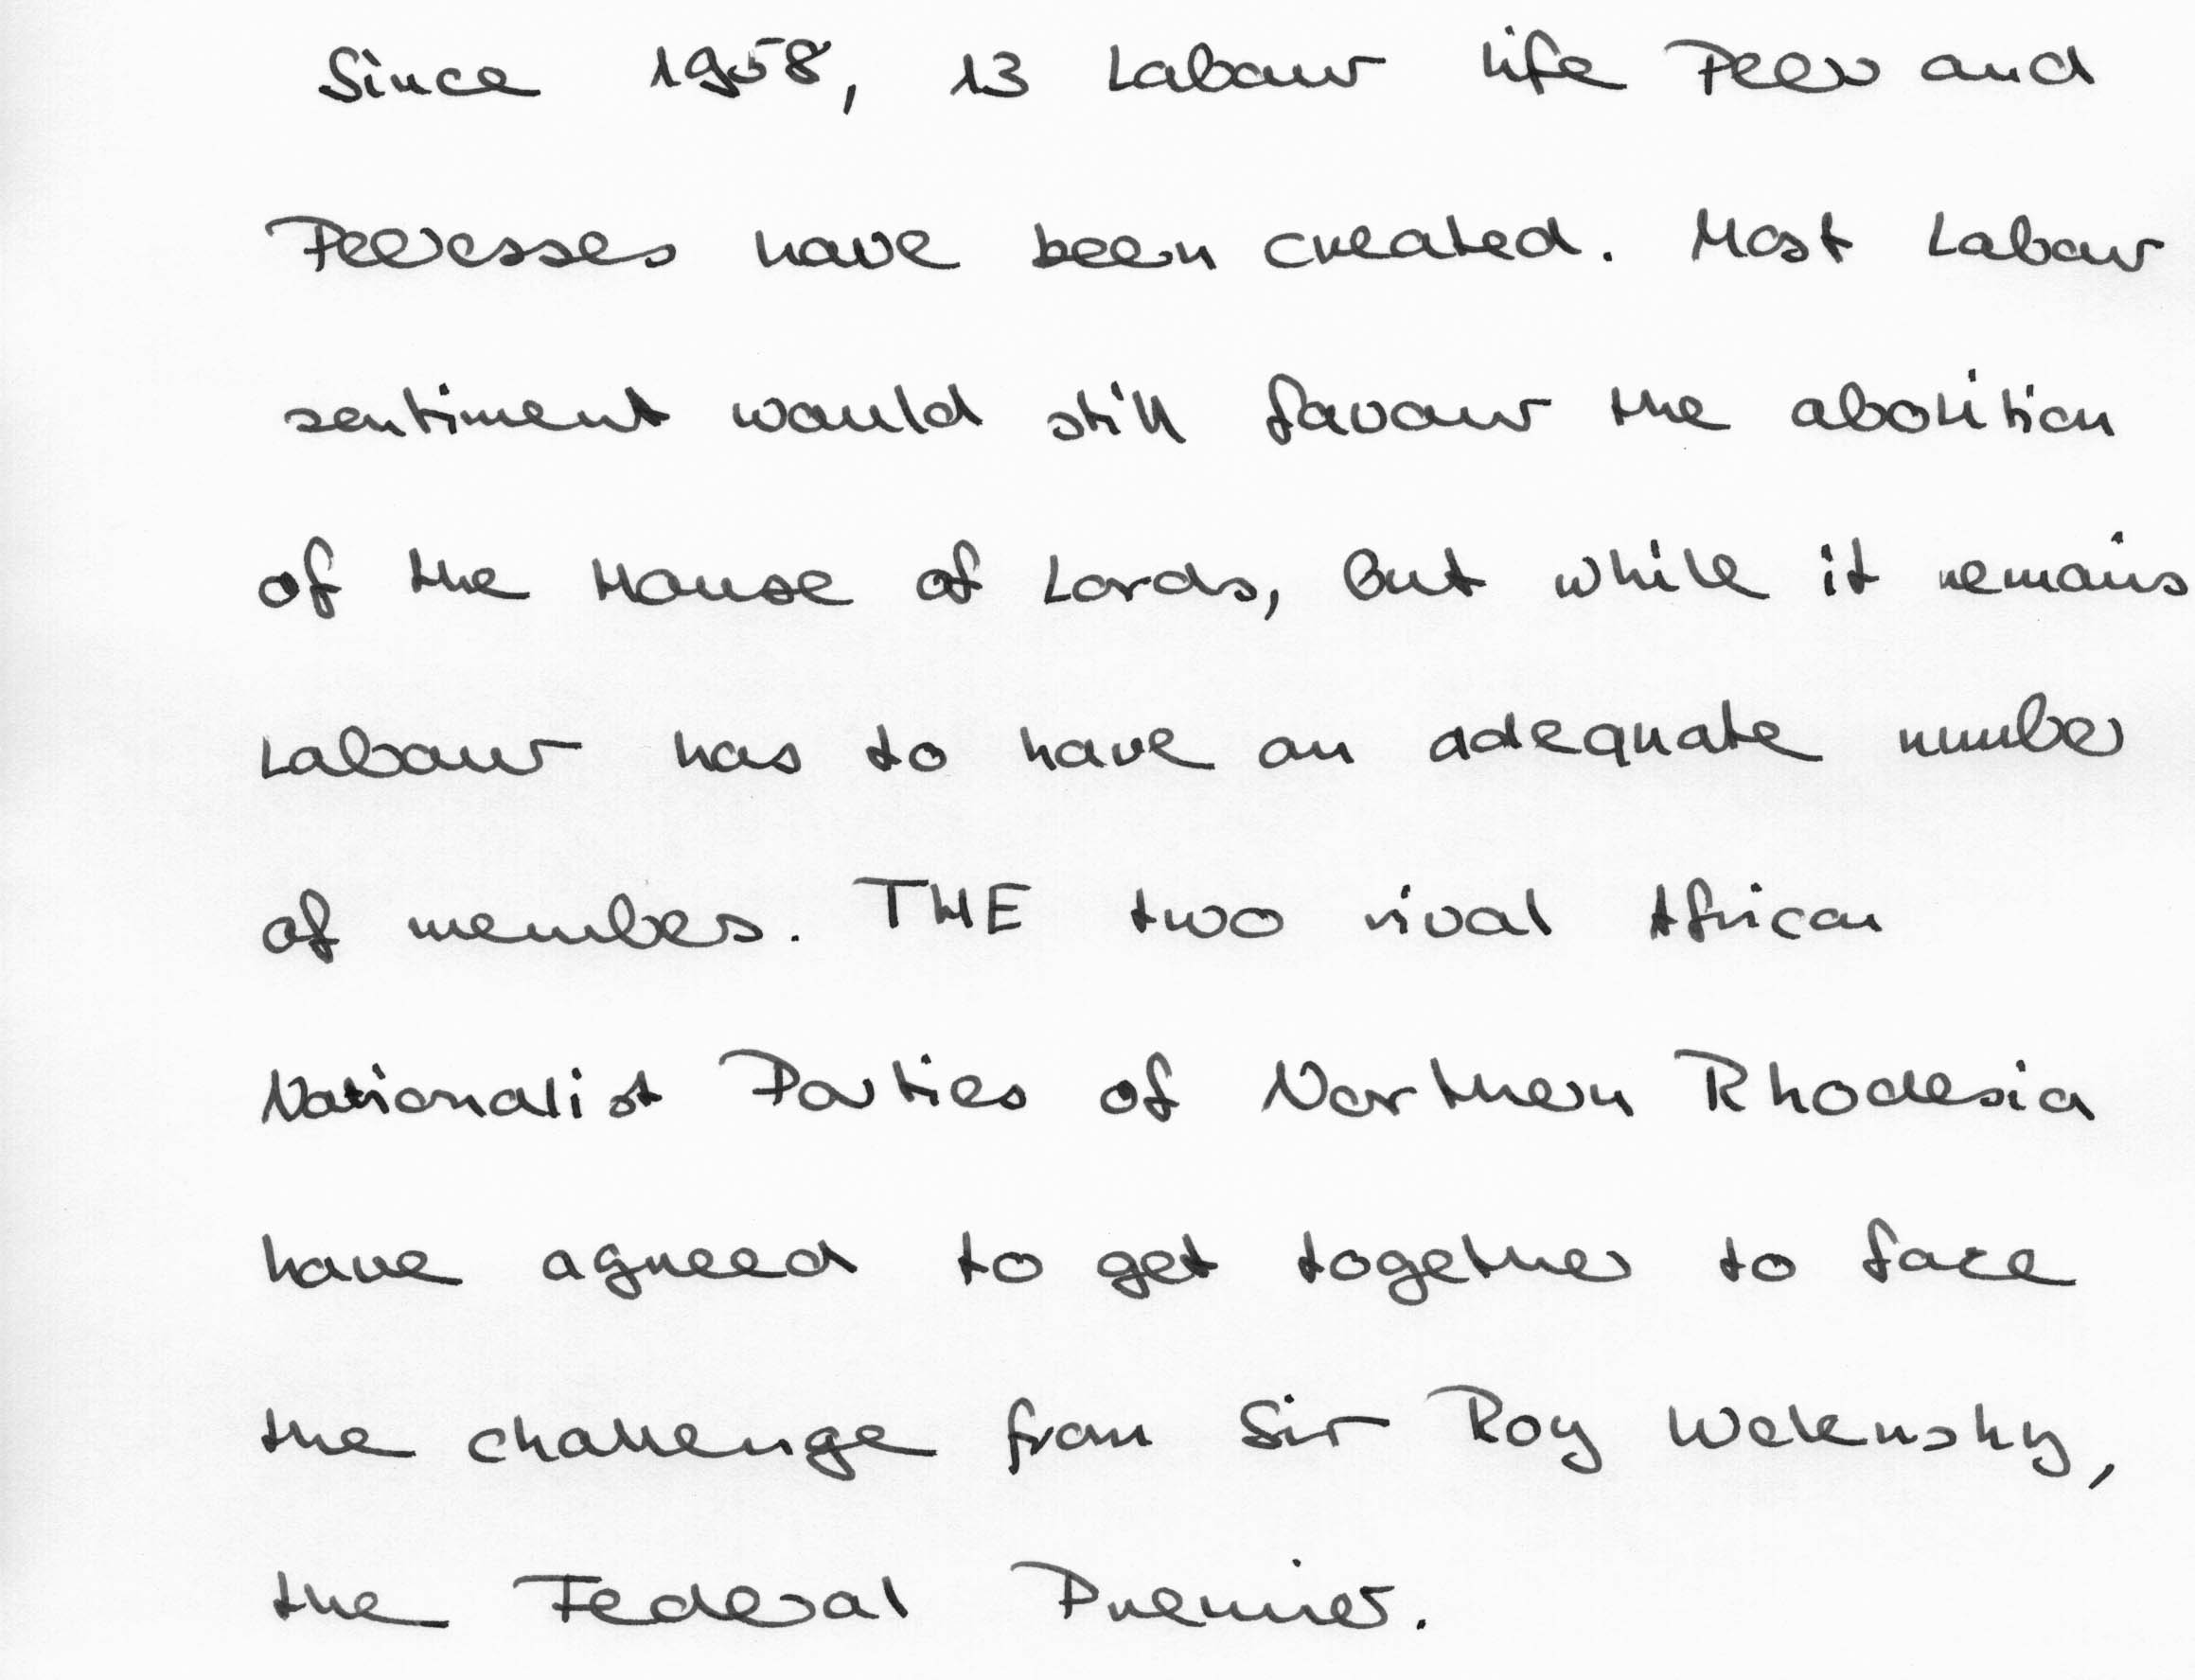 Since 1958, 13 Labour life Peers and
Peeresses have been created. Most Labour
sentiment would still favour the abolition
of the House of Lords, but while it remains
Labour has to have an adequate number
of members. THE two rival African
Nationalist Parties of Northern Rhodesia
have agreed to get together to face
the challenge from Sir Roy Welensky,
the Federal Premier.